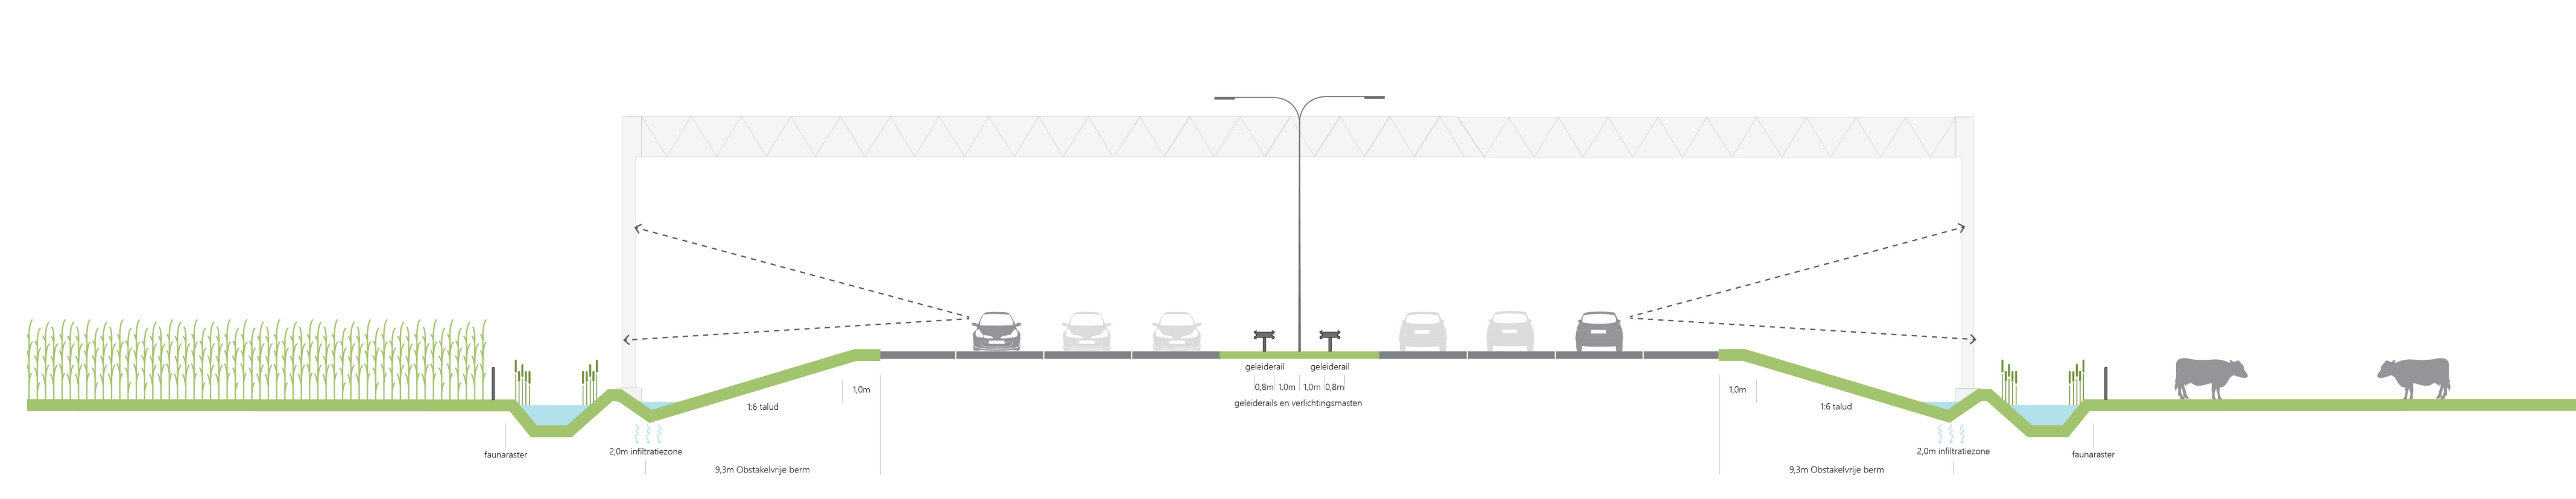 geleiderail
geleiderail
0,8m 1,0m 1,0m 0,8m
1,0m
1,0m
geleiderails en verlichtingsmasten
1:6 talud
1:6 talud
faunaraster
2,0m infiltratiezone
2,0m infiltratiezone
faunaraster
9,3m Obstakelvrije berm
9,3m Obstakelvrije berm